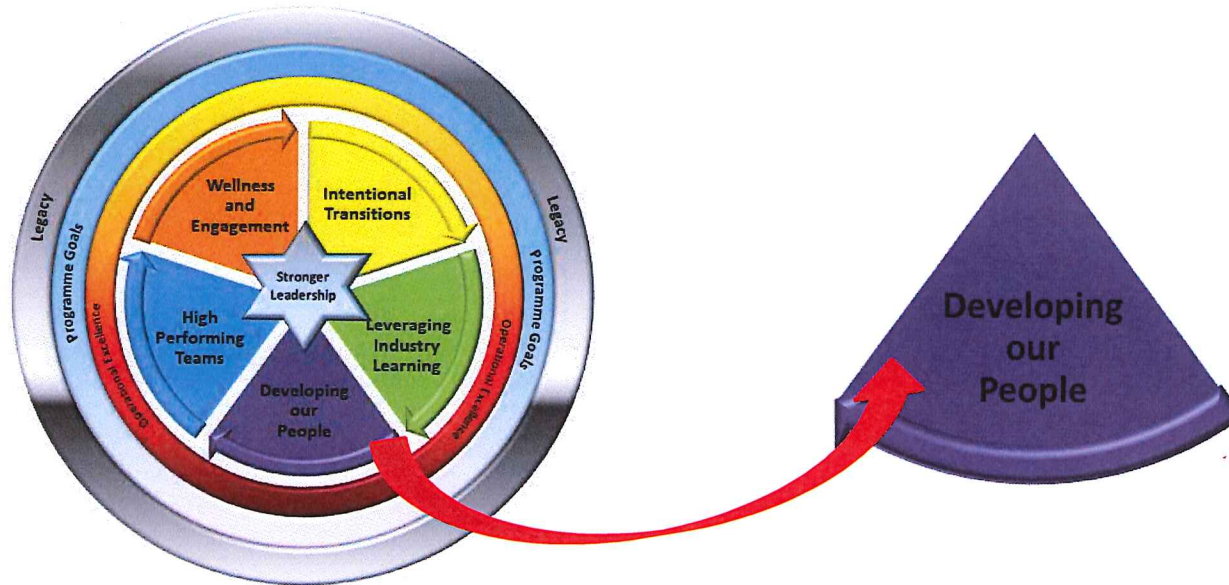 Legacy
Legacy
Programme Goals
Programme Goals
Operational Excellence
Operational Excellence
Wellness
and
Engagement
Intentional
Transitions
Stronger
Leadership
High
Performing
Teams
Leveraging
Industry
Learning
Developing
our
People
Developing
our
People